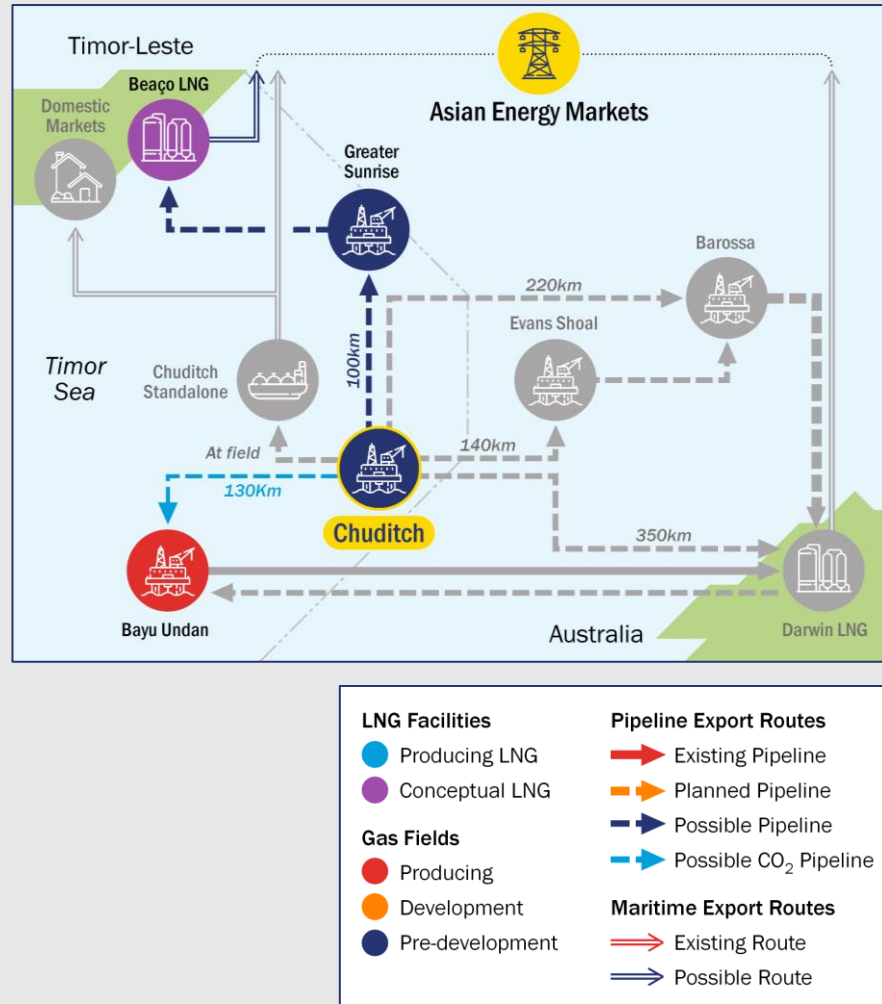 Timor-Leste
Beaço LNG
Domestic
Markets
Asian Energy Markets
Greater
Sunrise
Barossa
220km
Evans Shoal
100km
Timor
Sea
Chuditch
Standalone
At field
140km
130Km
Chuditch
350km
Bayu Undan
Australia
Darwin LNG
LNG Facilities
Producing LNG
Conceptual LNG
Gas Fields
Producing
Development
Pre-development
Pipeline Export Routes
Existing Pipeline
Planned Pipeline
Possible Pipeline
Possible CO₂ Pipeline
Maritime Export Routes
Existing Route
Possible Route